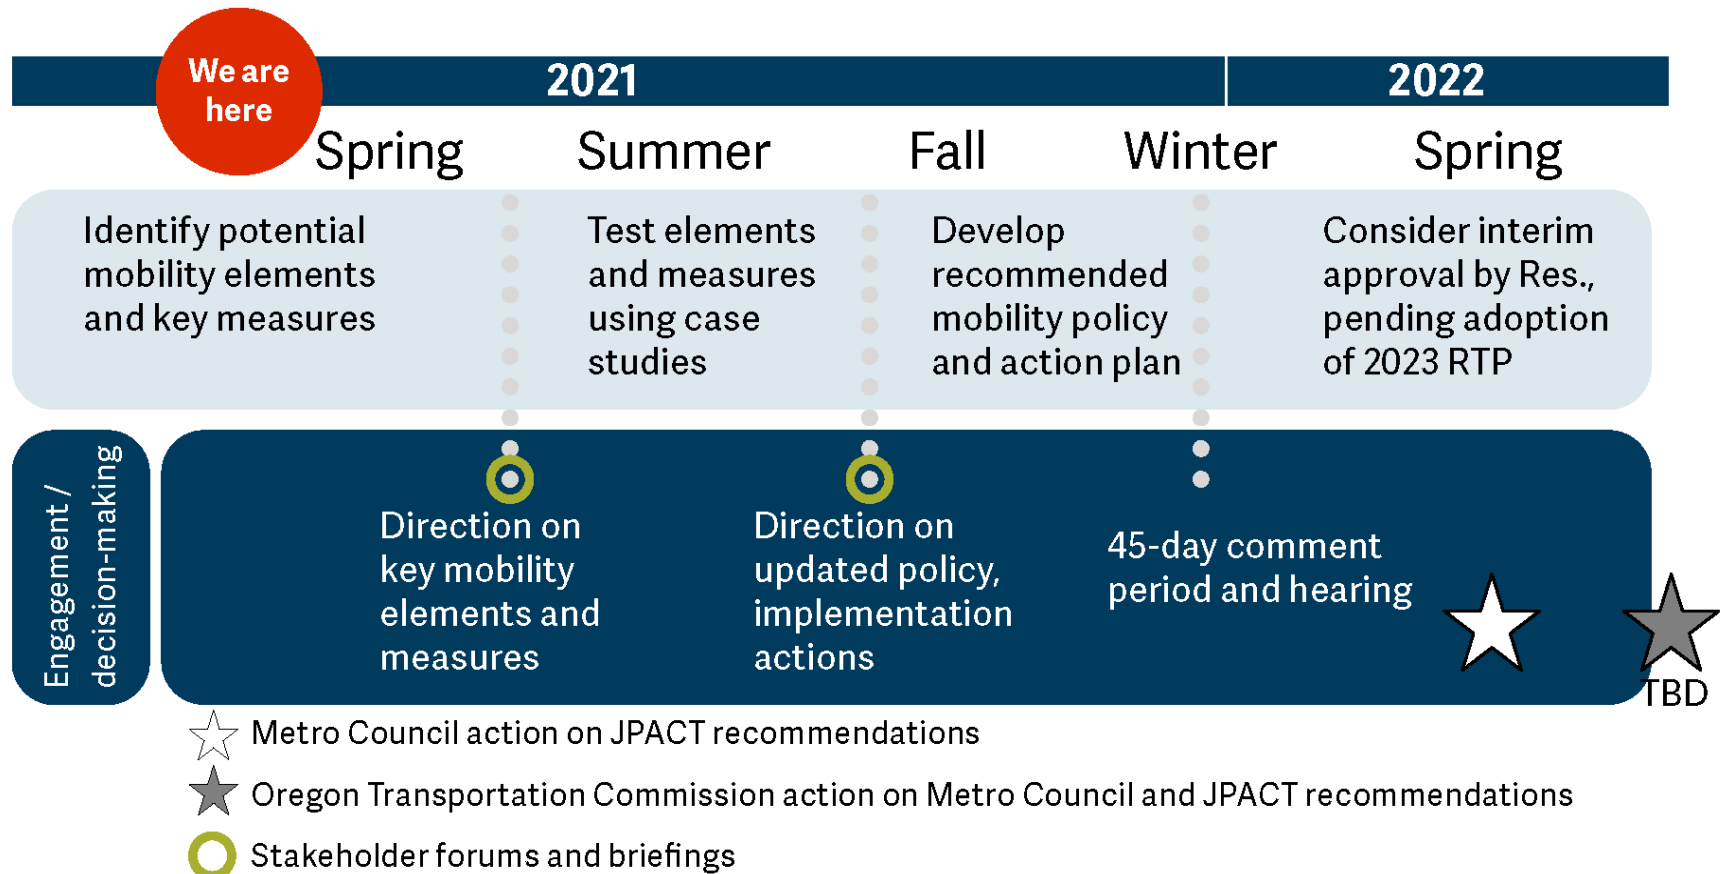 We are
here
2021
2022
Spring
Summer
Fall
Winter
Spring
Identify potential
mobility elements
and key measures
Test elements
and measures
using case
studies
Develop
recommended
mobility policy
and action plan
Consider interim
approval by Res.,
pending adoption
of 2023 RTP
Engagement /
decision-making
Direction on
key mobility
elements and
measures
Direction on
updated policy,
implementation
actions
45-day comment
period and hearing
TBD
Metro Council action on JPACT recommendations
Oregon Transportation Commission action on Metro Council and JPACT recommendations
Stakeholder forums and briefings